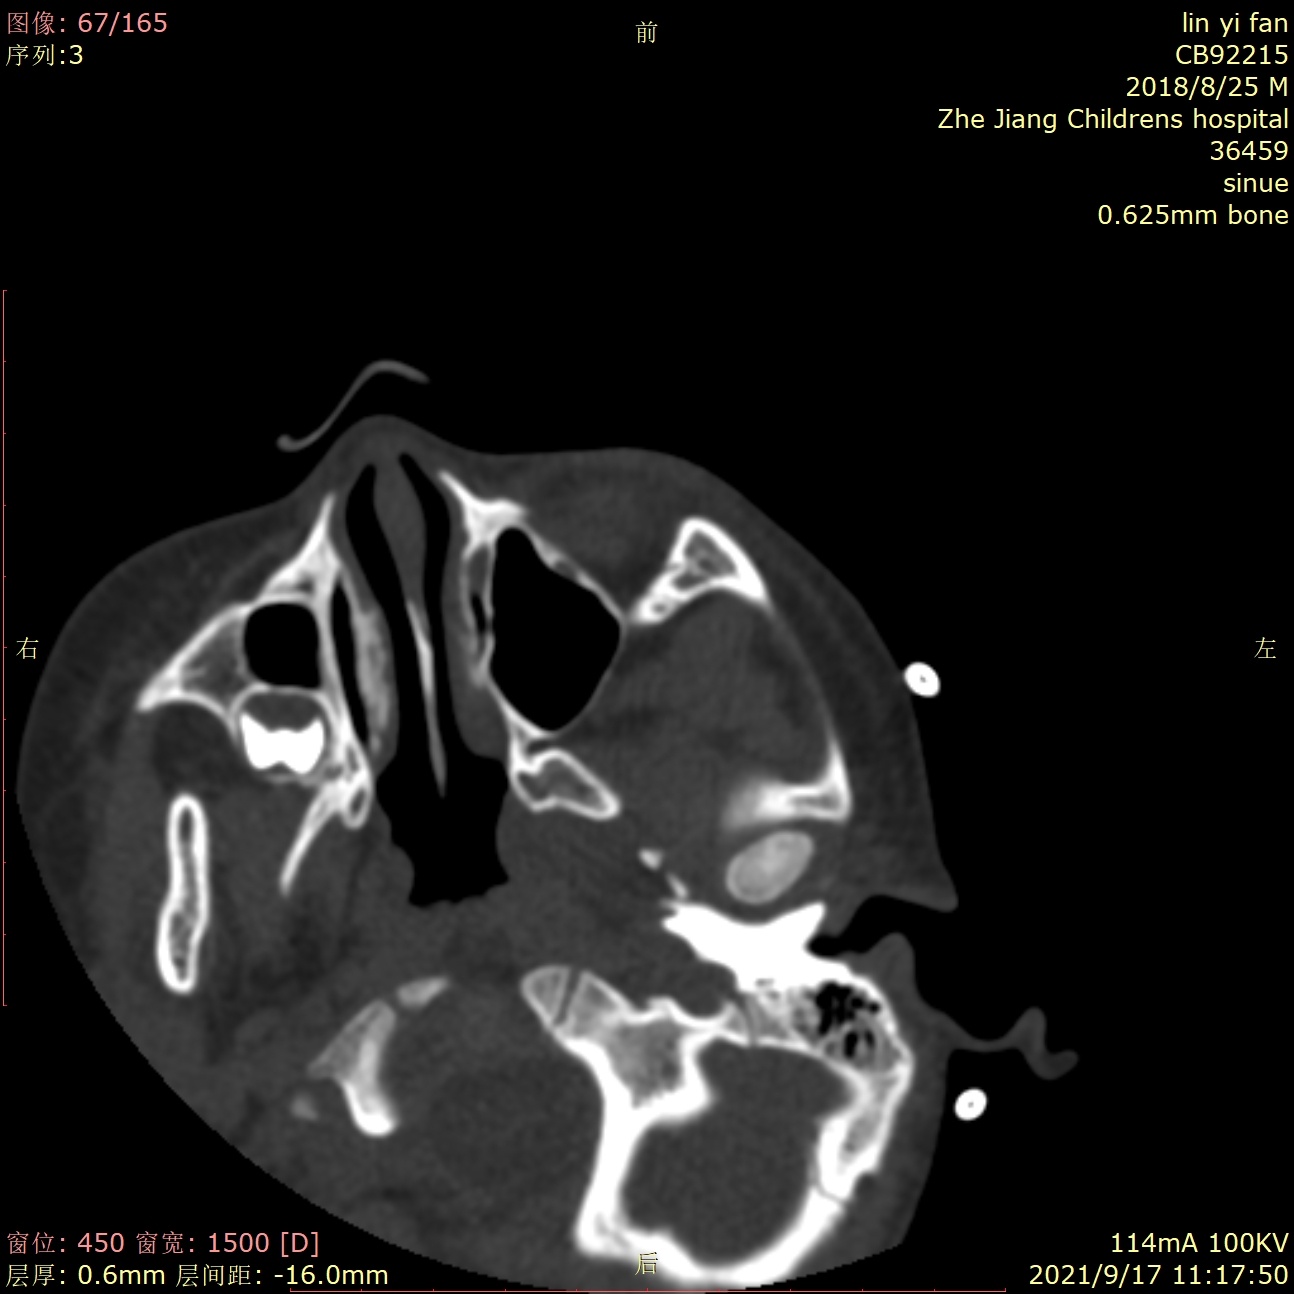 图像: 67/165
序列:3
前
lin yi fan
CB92215
2018/8/25 M
Zhe Jiang Childrens hospital
36459
sinue
0.625mm bone
右
左
窗位: 450 窗宽: 1500 [D]
层厚: 0.6mm 层间距: -16.0mm
后
114mA 100KV
2021/9/17 11:17:50